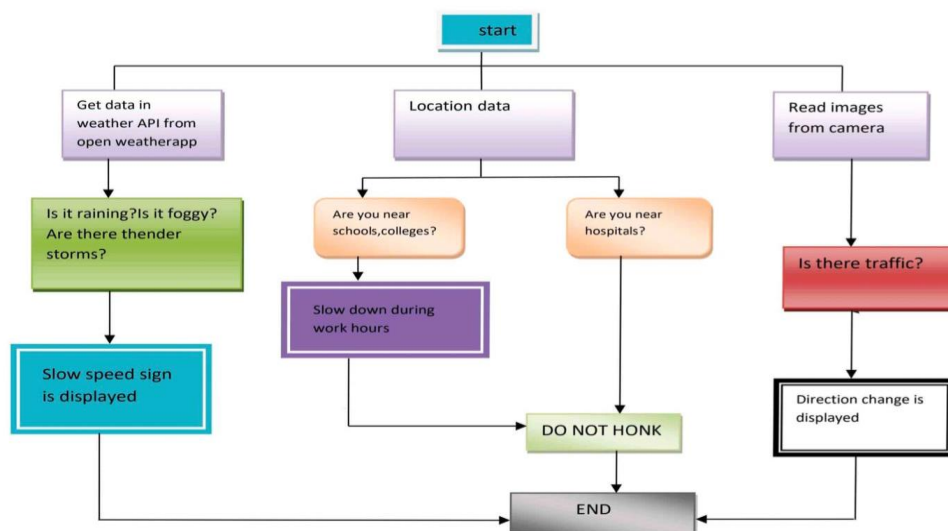 start
Get data in
weather API from
open weatherapp
Location data
Read images
from camera
Is it raining?Is it foggy?
Are there thender
storms?
Are you near
schools,colleges?
Are you near
hospitals?
Is there traffic?
Slow down during
work hours
Slow speed sign
is displayed
Direction change is
displayed
DO NOT HONK
END